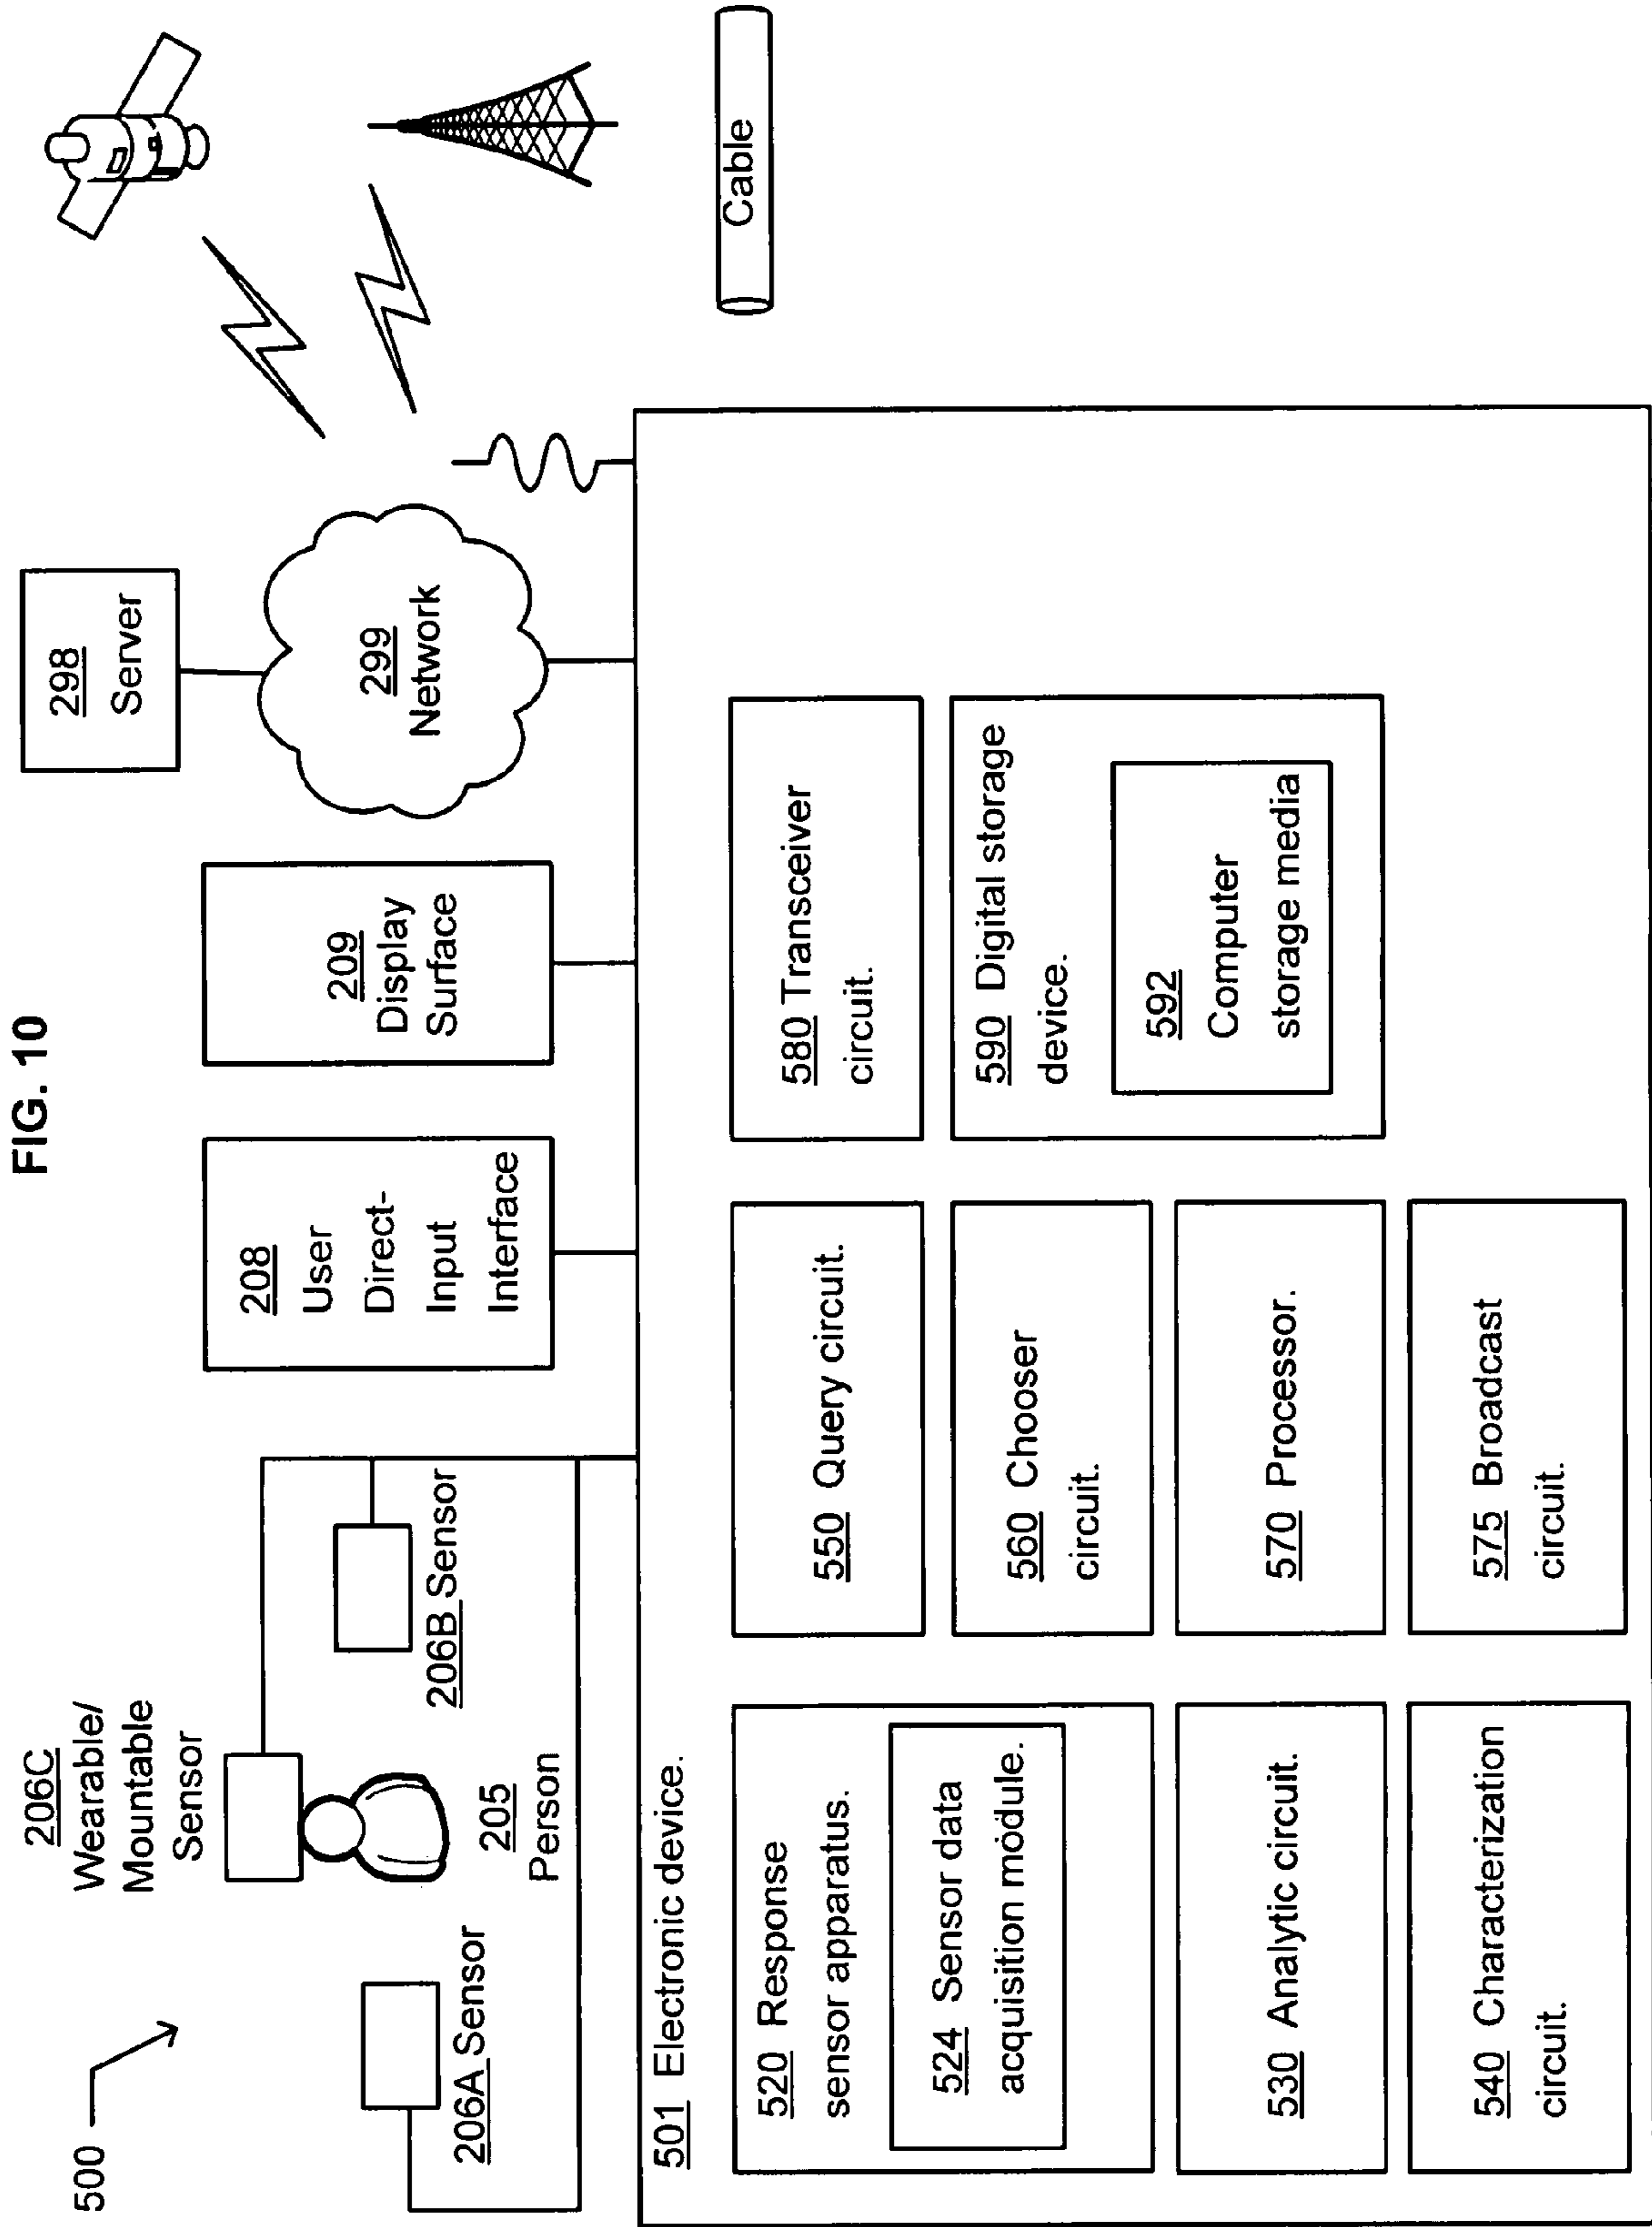 FIG. 10
500
206C
Wearable/
Mountable
Sensor
206A Sensor
205
Person
206B Sensor
208
User
Direct-
Input
Interface
209
Display
Surface
298
Server
299
Network
Cable
501 Electronic device.
520 Response
sensor apparatus.
524 Sensor data
acquisition module.
530 Analytic circuit.
540 Characterization
circuit.
550 Query circuit.
560 Chooser
circuit.
570 Processor.
575 Broadcast
circuit.
580 Transceiver
circuit.
590 Digital storage
device.
592
Computer
storage media